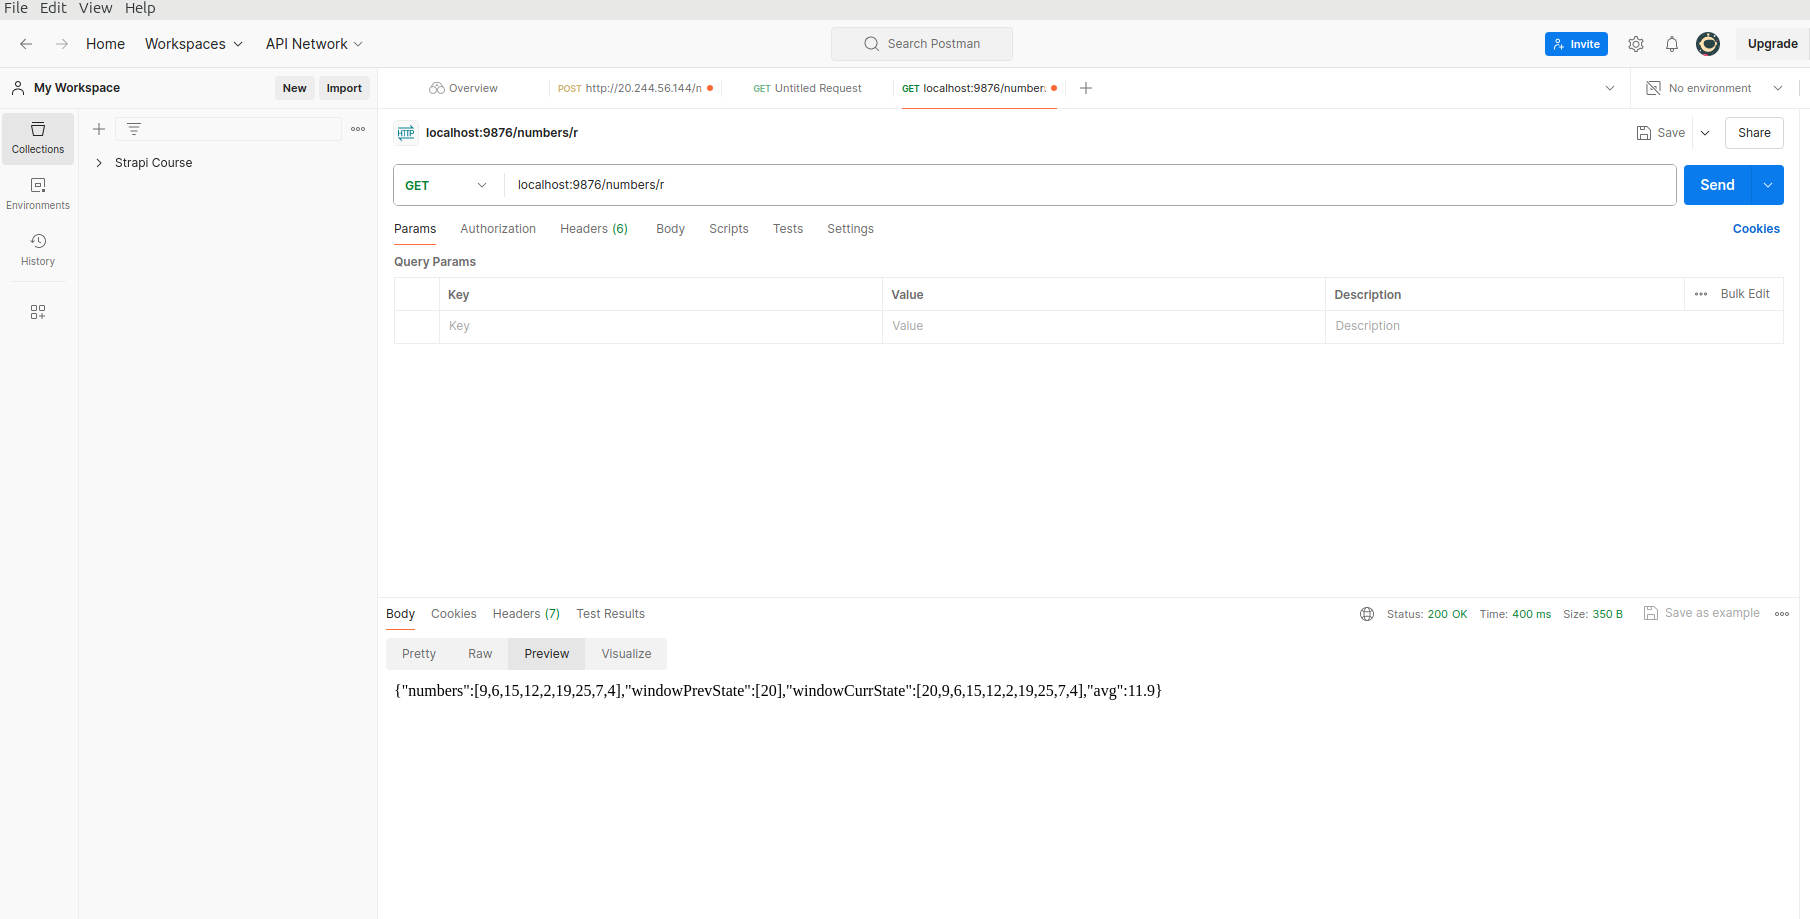 File Edit View Help
Home Workspaces API Network Search Postman Invite Upgrade
My Workspace New Import Overview POST http://20.244.56.144/n GET Untitled Request GET localhost:9876/number No environment
Collections
localhost:9876/numbers/r Save Share
Strapi Course
Environments
GET localhost:9876/numbers/r Send
History
Params Authorization Headers (6) Body Scripts Tests Settings Cookies
Query Params
Key Value Description Bulk Edit
Key Value Description
Body Cookies Headers (7) Test Results Status: 200 OK Time: 400 ms Size: 350 B Save as example
Pretty Raw Preview Visualize
{"numbers":[9,6,15,12,2,19,25,7,4],"windowPrevState":[20],"windowCurrState":[20,9,6,15,12,2,19,25,7,4],"avg":11.9}